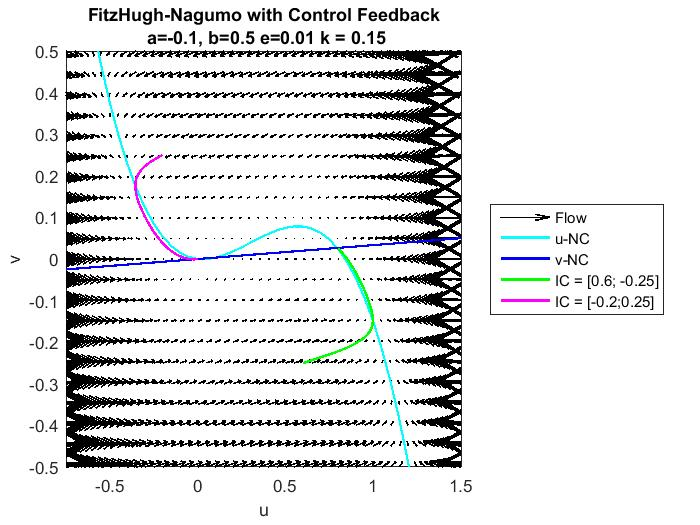 FitzHugh-Nagumo with Control Feedback
a=-0.1, b=0.5 e=0.01 k = 0.15
0.5
0.4
0.3
0.2
0.1
0
-0.1
-0.2
-0.3
-0.4
-0.5
v
-0.5
0
0.5
1
1.5
u
Flow
u-NC
v-NC
IC = [0.6; -0.25]
IC = [-0.2;0.25]